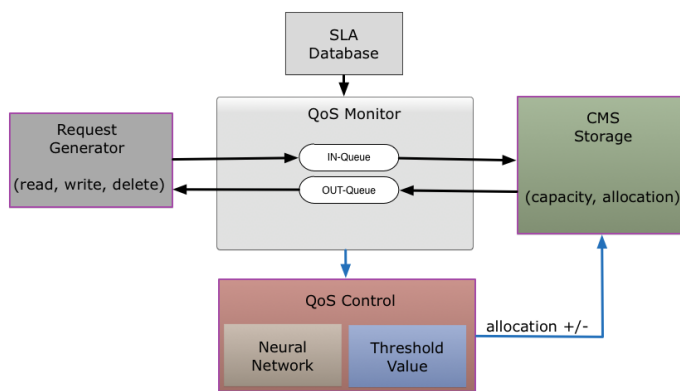 SLA
Database
QoS Monitor
Request
Generator
(read, write, delete)
IN-Queue
OUT-Queue
CMS
Storage
(capacity, allocation)
QoS Control
Neural
Network
Threshold
Value
allocation +/-